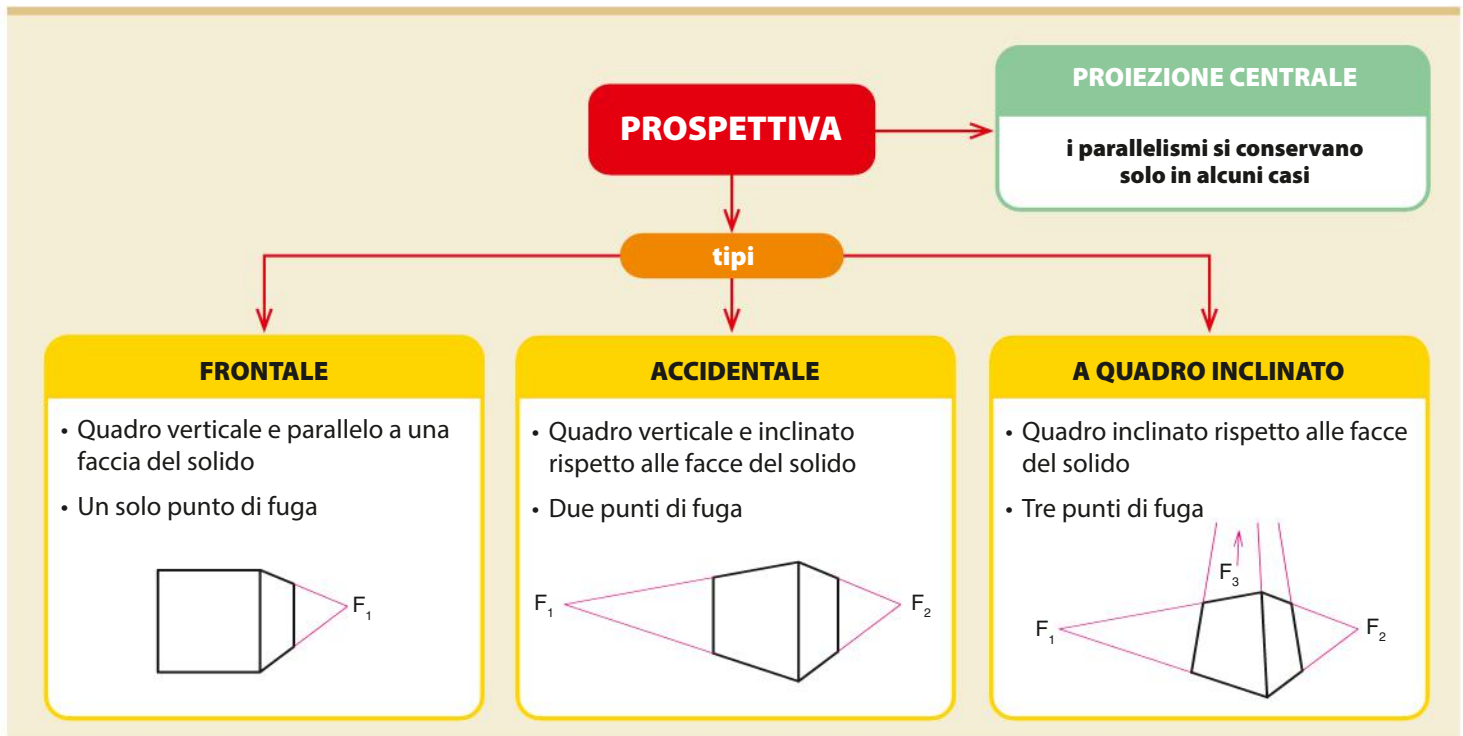 PROSPETTIVA
PROIEZIONE CENTRALE
i parallelismi si conservano
solo in alcuni casi
tipi
FRONTALE
• Quadro verticale e parallelo a una
faccia del solido
• Un solo punto di fuga
F₁
ACCIDENTALE
• Quadro verticale e inclinato
rispetto alle facce del solido
• Due punti di fuga
F₁
F₂
A QUADRO INCLINATO
• Quadro inclinato rispetto alle facce
del solido
• Tre punti di fuga
F₃
F₁
F₂